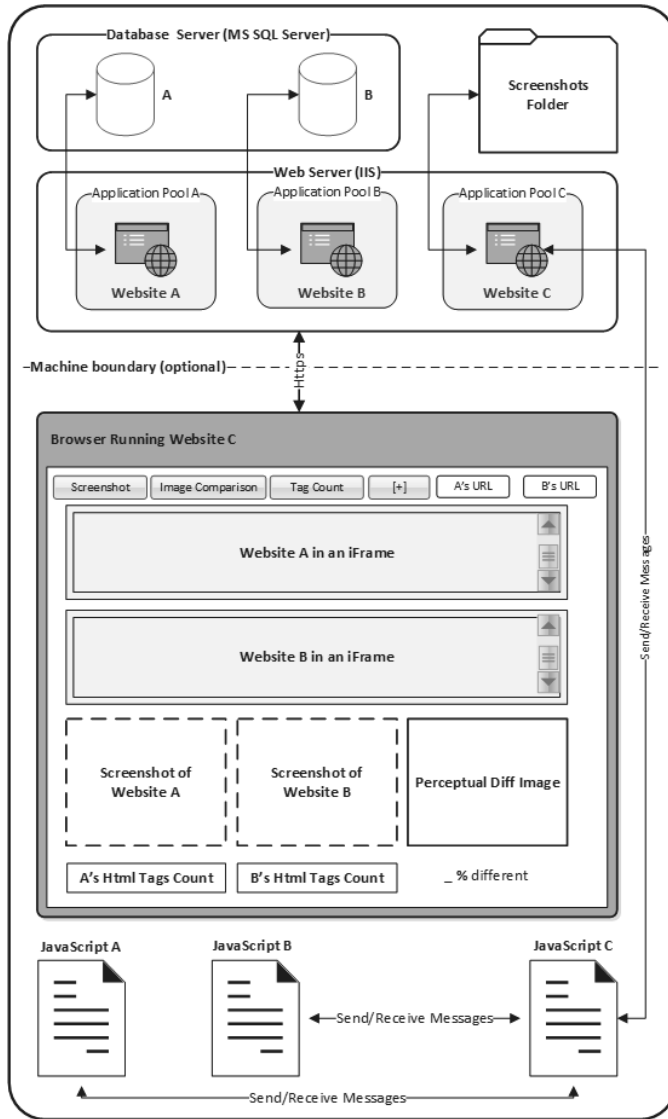 Database Server (MS SQL Server)
A
B
Screenshots
Folder
Web Server (IIS)
Application Pool A
Application Pool B
Application Pool C
Website A
Website B
Website C
Machine boundary (optional)
Https
Send/Receive Messages
Browser Running Website C
Screenshot
Image Comparison
Tag Count
[+]
A's URL
B's URL
Website A in an iFrame
Website B in an iFrame
Screenshot of
Website A
Screenshot of
Website B
Perceptual Diff Image
A's Html Tags Count
B's Html Tags Count
_ % different
JavaScript A
JavaScript B
JavaScript C
Send/Receive Messages
Send/Receive Messages